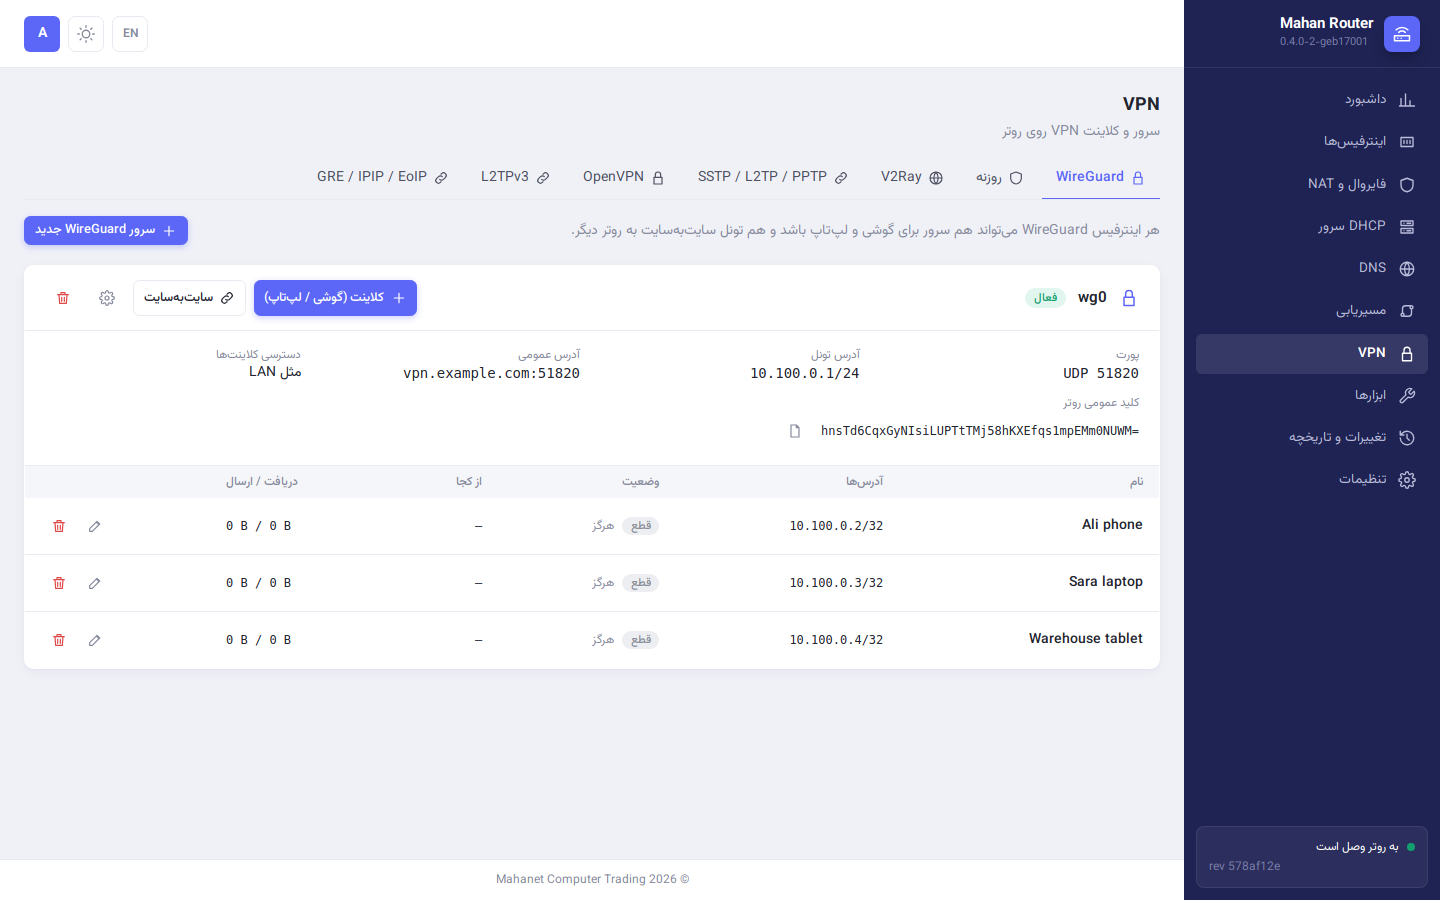 Mahan Router
0.4.0-2-geb17001
داشبورد
اینترفیس‌ها
فایروال و NAT
سرور DHCP
DNS
مسیریابی
VPN
ابزارها
تغییرات و تاریخچه
تنظیمات
به روتر وصل است
rev 578af12e
EN
A
VPN
سرور و کلاینت VPN روی روتر
WireGuard
روزنه
V2Ray
SSTP / L2TP / PPTP
OpenVPN
L2TPv3
GRE / IPIP / EoIP
هر اینترفیس WireGuard می‌تواند هم سرور برای گوشی و لپ‌تاپ باشد و هم تونل سایت‌به‌سایت به روتر دیگر.
سرور WireGuard جدید
wg0
فعال
کلاینت (گوشی / لپ‌تاپ)
سایت‌به‌سایت
پورت
UDP 51820
آدرس تونل
10.100.0.1/24
آدرس عمومی
vpn.example.com:51820
دسترسی کلاینت‌ها
مثل LAN
کلید عمومی روتر
hnsTd6CqxGyNIsiLUPTtTMj58hKXEfqs1mpEMm0NUWM=
نام آدرس‌ها وضعیت از کجا دریافت / ارسال
Ali phone 10.100.0.2/32 قطع هرگز — 0 B / 0 B
Sara laptop 10.100.0.3/32 قطع هرگز — 0 B / 0 B
Warehouse tablet 10.100.0.4/32 قطع هرگز — 0 B / 0 B
Mahanet Computer Trading 2026 ©